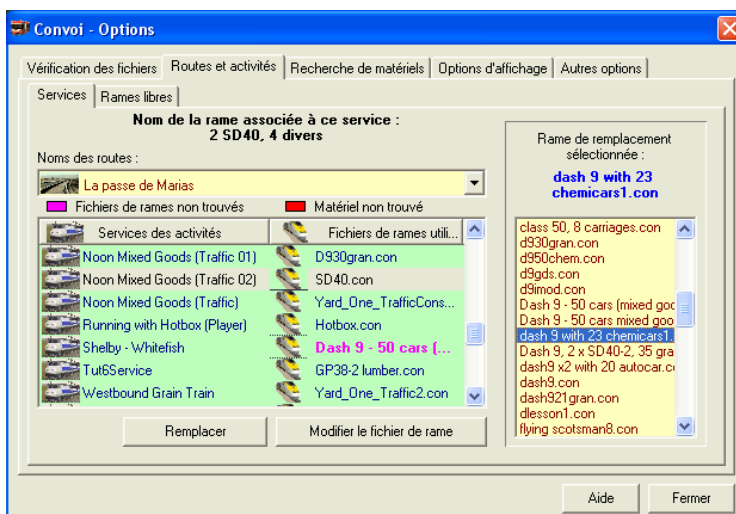 Convoi - Options
Vérification des fichiers
Routes et activités
Recherche de matériels
Options d'affichage
Autres options
Services
Rames libres
Nom de la rame associée à ce service :
2 SD40, 4 divers
Noms des routes :
La passe de Marias
Fichiers de rames non trouvés
Matériel non trouvé
Services des activités
Fichiers de rames utili...
Noon Mixed Goods (Traffic 01)
D930gran.con
Noon Mixed Goods (Traffic 02)
SD40.con
Noon Mixed Goods (Traffic)
Yard_One_TrafficCons...
Running with Hotbox (Player)
Hotbox.con
Shelby - Whitefish
Dash 9 - 50 cars (...
Tut6Service
GP38-2 lumber.con
Westbound Grain Train
Yard_One_Traffic2.con
Remplacer
Modifier le fichier de rame
Rame de remplacement
sélectionnée :
dash 9 with 23
chemicars1.con
class 50, 8 carriages.con
d930gran.con
d950chem.con
d9gds.con
d9imod.con
Dash 9 - 50 cars (mixed goo
Dash 9 - 50 cars mixed goo
dash 9 with 23 chemicars1.
Dash 9, 2 x SD40-2, 35 gra
dash9 x2 with 20 autocar.c
dash9.con
dash921gran.con
dlesson1.con
flying scotsman8.con
Aide
Fermer